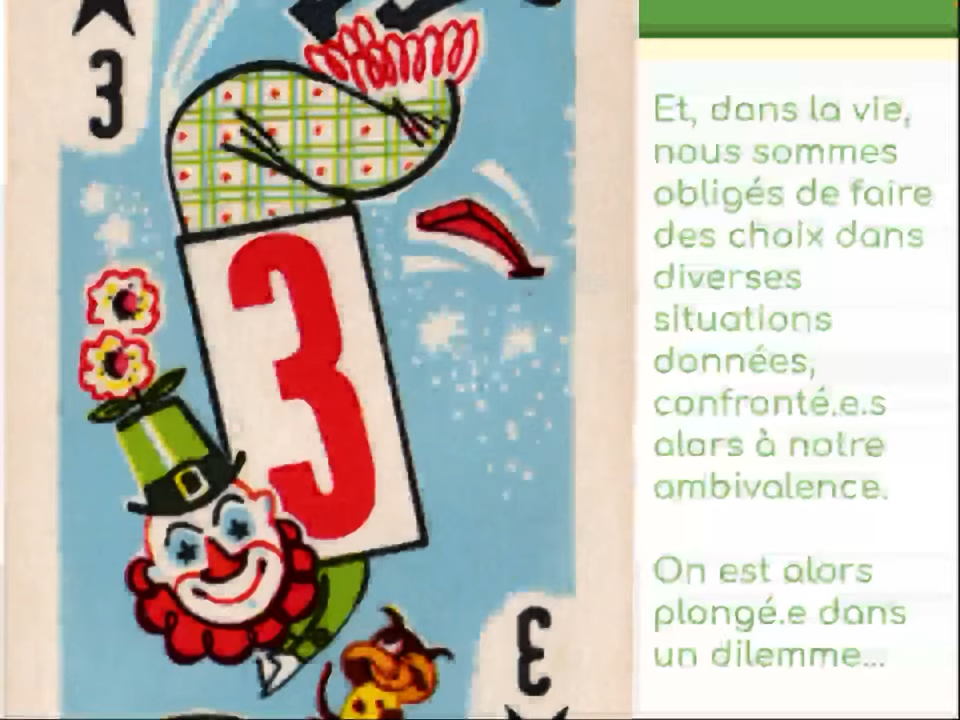 3
3
3
Et, dans la vie,
nous sommes
obligés de faire
des choix dans
diverses
situations
données,
confronté.e.s
alors à notre
ambivalence.
On est alors
plongé.e dans
un dilemme...